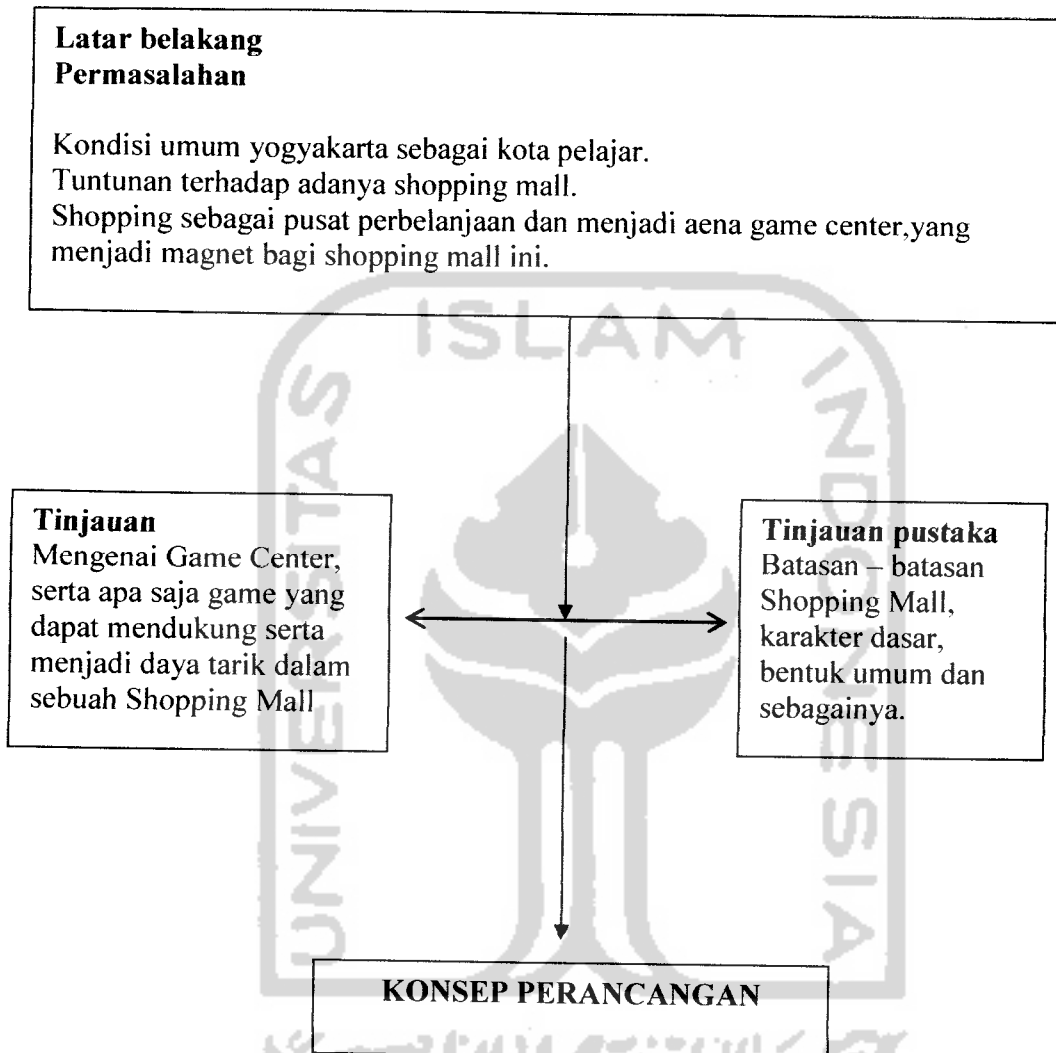 Latar belakang
Permasalahan
Kondisi umum yogyakarta sebagai kota pelajar.
Tuntunan terhadap adanya shopping mall.
Shopping sebagai pusat perbelanjaan dan menjadi aena game center,yang
menjadi magnet bagi shopping mall ini.
ISLAM
UNIVERSITAS
INDONESIA
Tinjauan
Mengenai Game Center,
serta apa saja game yang
dapat mendukung serta
menjadi daya tarik dalam
sebuah Shopping Mall
Tinjauan pustaka
Batasan – batasan
Shopping Mall,
karakter dasar,
bentuk umum dan
sebagainya.
KONSEP PERANCANGAN